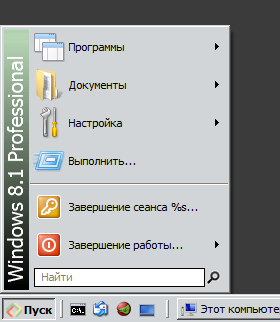 Windows 8.1 Professional
Программы
Документы
Настройка
Выполнить...
Завершение сеанса %s...
Завершение работы...
Найти
Пуск
C:\
Этот компьюте